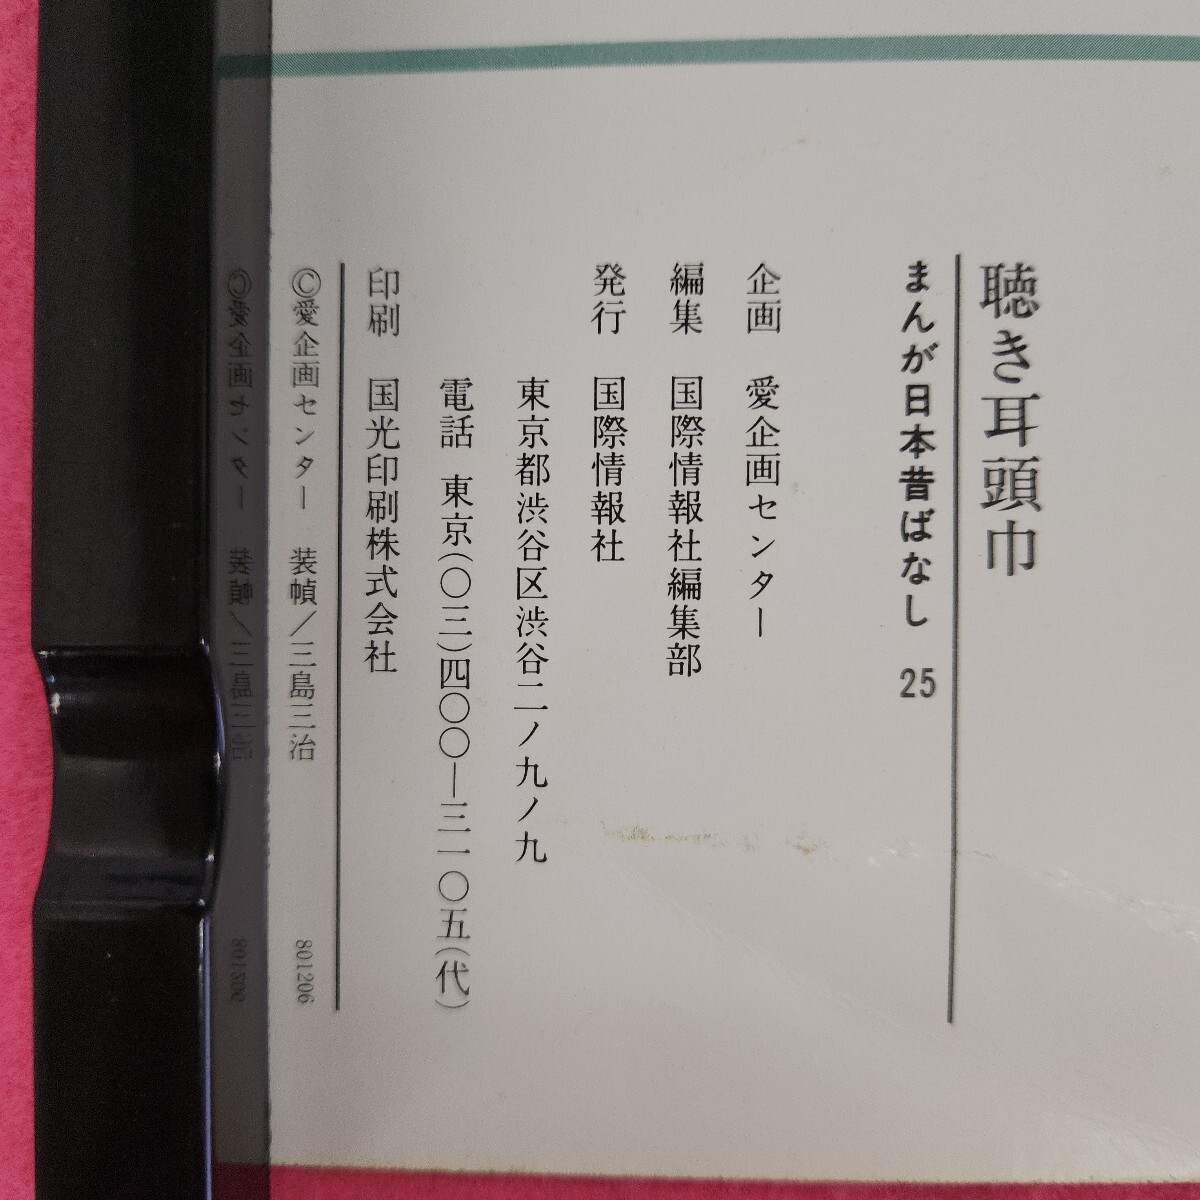 聴き耳頭巾
まんが日本昔ばなし 25
企画 愛企画センター
編集 国際情報社編集部
発行 国際情報社
東京都渋谷区渋谷二ノ九ノ九
電話 東京(〇三)四〇〇―三一〇五(代)
印刷 国光印刷株式会社
©愛企画センター 装幀/三島三治 801206